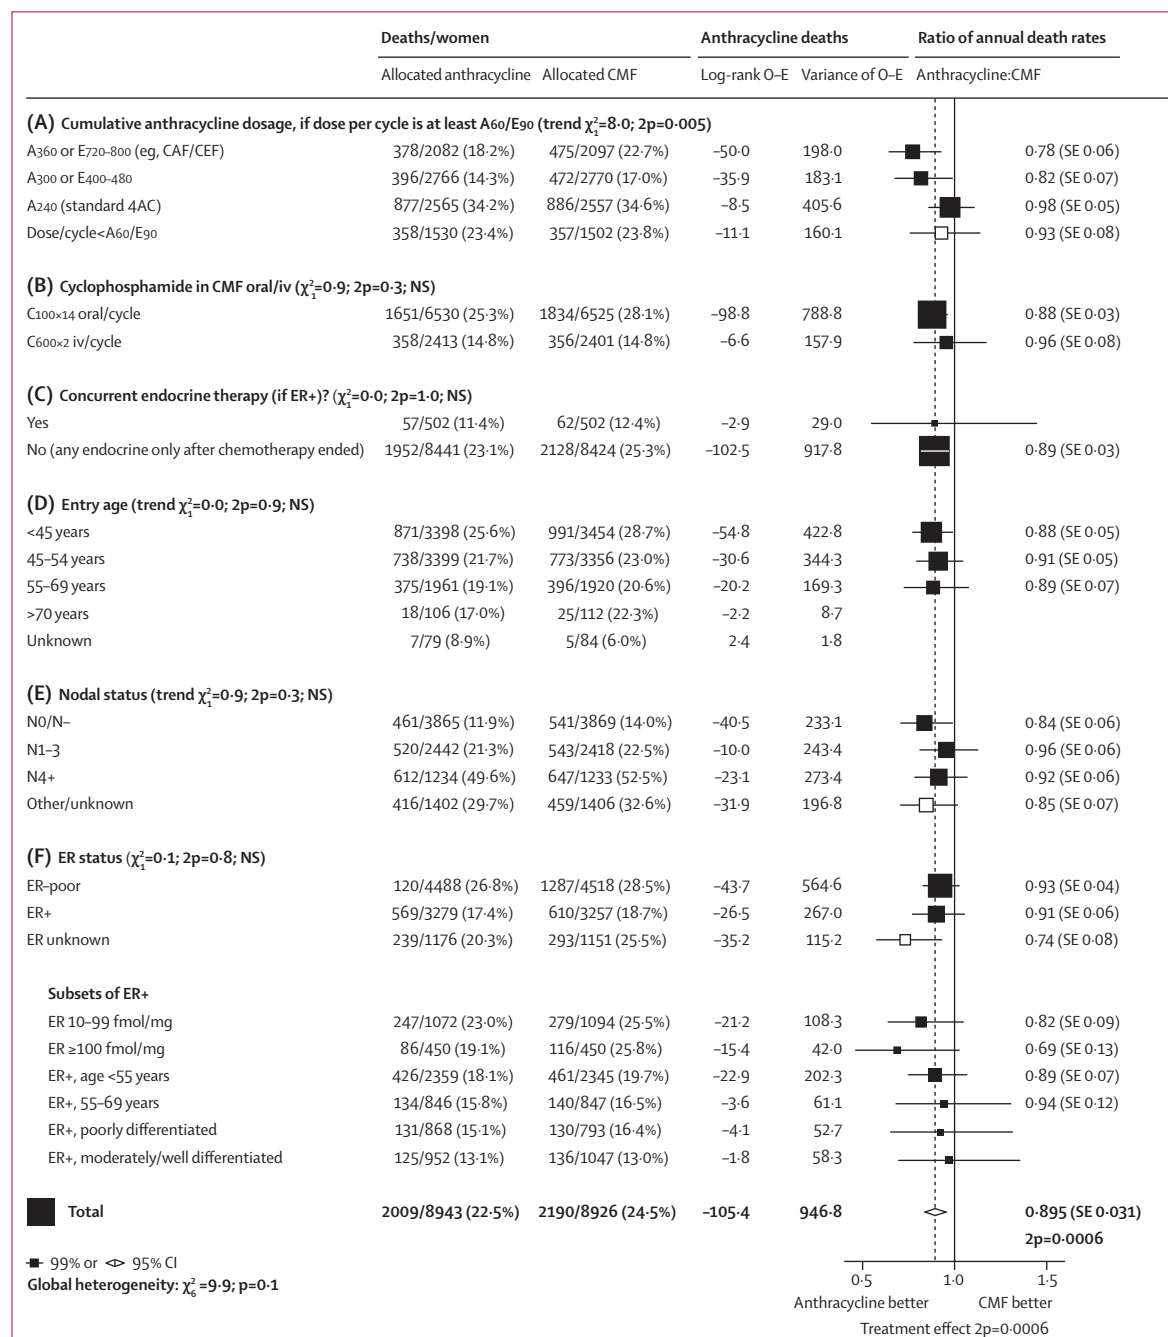 Deaths/women Anthracycline deaths Ratio of annual death rates
Allocated anthracycline Allocated CMF Log-rank O–E Variance of O–E Anthracycline:CMF
(A) Cumulative anthracycline dosage, if dose per cycle is at least A60/E90 (trend χ²₁=8·0; 2p=0·005)
A360 or E720-800 (eg, CAF/CEF) 378/2082 (18·2%) 475/2097 (22·7%) –50·0 198·0 0·78 (SE 0·06)
A300 or E400-480 396/2766 (14·3%) 472/2770 (17·0%) –35·9 183·1 0·82 (SE 0·07)
A240 (standard 4AC) 877/2565 (34·2%) 886/2557 (34·6%) –8·5 405·6 0·98 (SE 0·05)
Dose/cycle<A60/E90 358/1530 (23·4%) 357/1502 (23·8%) –11·1 160·1 0·93 (SE 0·08)
(B) Cyclophosphamide in CMF oral/iv (χ²₁=0·9; 2p=0·3; NS)
C100×14 oral/cycle 1651/6530 (25·3%) 1834/6525 (28·1%) –98·8 788·8 0·88 (SE 0·03)
C600×2 iv/cycle 358/2413 (14·8%) 356/2401 (14·8%) –6·6 157·9 0·96 (SE 0·08)
(C) Concurrent endocrine therapy (if ER+)? (χ²₁=0·0; 2p=1·0; NS)
Yes 57/502 (11·4%) 62/502 (12·4%) –2·9 29·0
No (any endocrine only after chemotherapy ended) 1952/8441 (23·1%) 2128/8424 (25·3%) –102·5 917·8 0·89 (SE 0·03)
(D) Entry age (trend χ²₁=0·0; 2p=0·9; NS)
<45 years 871/3398 (25·6%) 991/3454 (28·7%) –54·8 422·8 0·88 (SE 0·05)
45–54 years 738/3399 (21·7%) 773/3356 (23·0%) –30·6 344·3 0·91 (SE 0·05)
55–69 years 375/1961 (19·1%) 396/1920 (20·6%) –20·2 169·3 0·89 (SE 0·07)
>70 years 18/106 (17·0%) 25/112 (22·3%) –2·2 8·7
Unknown 7/79 (8·9%) 5/84 (6·0%) 2·4 1·8
(E) Nodal status (trend χ²₁=0·9; 2p=0·3; NS)
N0/N– 461/3865 (11·9%) 541/3869 (14·0%) –40·5 233·1 0·84 (SE 0·06)
N1–3 520/2442 (21·3%) 543/2418 (22·5%) –10·0 243·4 0·96 (SE 0·06)
N4+ 612/1234 (49·6%) 647/1233 (52·5%) –23·1 273·4 0·92 (SE 0·06)
Other/unknown 416/1402 (29·7%) 459/1406 (32·6%) –31·9 196·8 0·85 (SE 0·07)
(F) ER status (χ²₁=0·1; 2p=0·8; NS)
ER–poor 120/4488 (26·8%) 1287/4518 (28·5%) –43·7 564·6 0·93 (SE 0·04)
ER+ 569/3279 (17·4%) 610/3257 (18·7%) –26·5 267·0 0·91 (SE 0·06)
ER unknown 239/1176 (20·3%) 293/1151 (25·5%) –35·2 115·2 0·74 (SE 0·08)
Subsets of ER+
ER 10–99 fmol/mg 247/1072 (23·0%) 279/1094 (25·5%) –21·2 108·3 0·82 (SE 0·09)
ER ≥100 fmol/mg 86/450 (19·1%) 116/450 (25·8%) –15·4 42·0 0·69 (SE 0·13)
ER+, age <55 years 426/2359 (18·1%) 461/2345 (19·7%) –22·9 202·3 0·89 (SE 0·07)
ER+, 55–69 years 134/846 (15·8%) 140/847 (16·5%) –3·6 61·1 0·94 (SE 0·12)
ER+, poorly differentiated 131/868 (15·1%) 130/793 (16·4%) –4·1 52·7
ER+, moderately/well differentiated 125/952 (13·1%) 136/1047 (13·0%) –1·8 58·3
Total 2009/8943 (22·5%) 2190/8926 (24·5%) –105·4 946·8 0·895 (SE 0·031)
2p=0·0006
99% or 95% CI
Global heterogeneity: χ²₆=9·9; p=0·1
0·5 1·0 1·5
Anthracycline better CMF better
Treatment effect 2p=0·0006